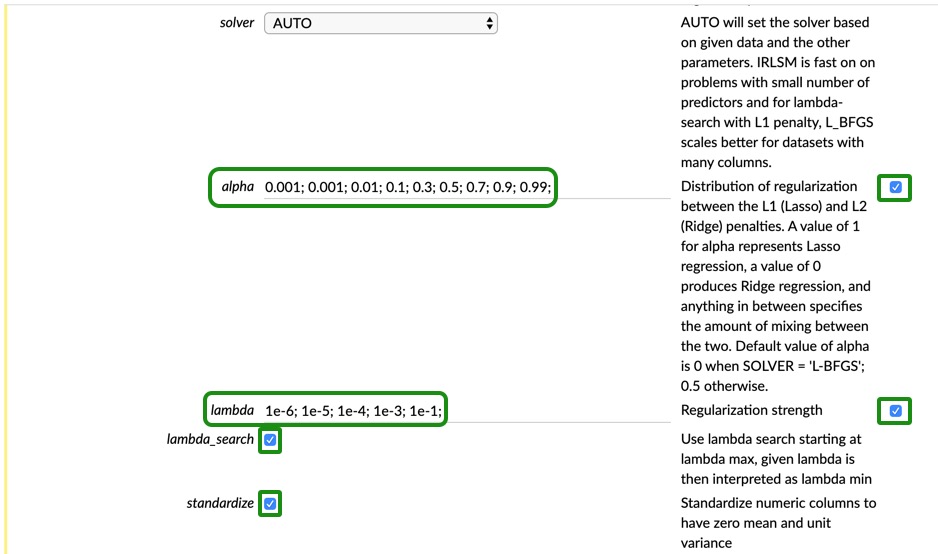 solver AUTO
AUTO will set the solver based
on given data and the other
parameters. IRLSM is fast on on
problems with small number of
predictors and for lambda-
search with L1 penalty, L_BFGS
scales better for datasets with
many columns.
alpha 0.001; 0.001; 0.01; 0.1; 0.3; 0.5; 0.7; 0.9; 0.99;
Distribution of regularization
between the L1 (Lasso) and L2
(Ridge) penalties. A value of 1
for alpha represents Lasso
regression, a value of 0
produces Ridge regression, and
anything in between specifies
the amount of mixing between
the two. Default value of alpha
is 0 when SOLVER = 'L-BFGS';
0.5 otherwise.
lambda 1e-6; 1e-5; 1e-4; 1e-3; 1e-1;
Regularization strength
lambda_search
Use lambda search starting at
lambda max, given lambda is
then interpreted as lambda min
standardize
Standardize numeric columns to
have zero mean and unit
variance